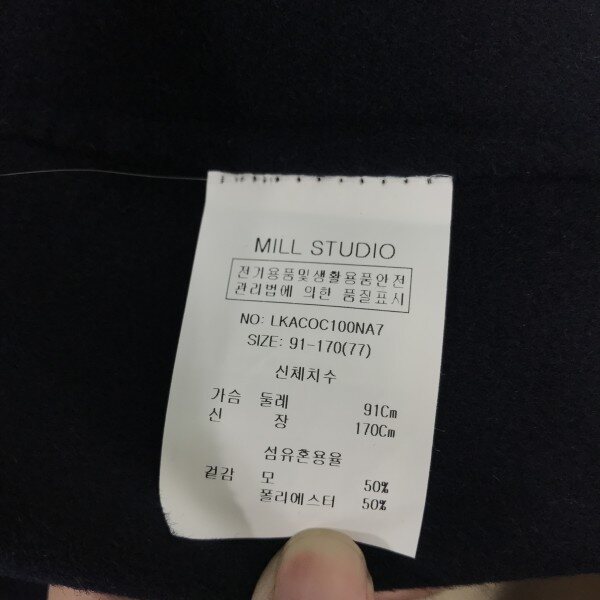 MILL STUDIO
전기용품및생활용품안전
관리법에 의한 품질표시
NO: LKACOC100NA7
SIZE: 91-170(77)
신체치수
가슴 둘레 91Cm
신 장 170Cm
섬유혼용율
겉감 모 50%
폴리에스터 50%